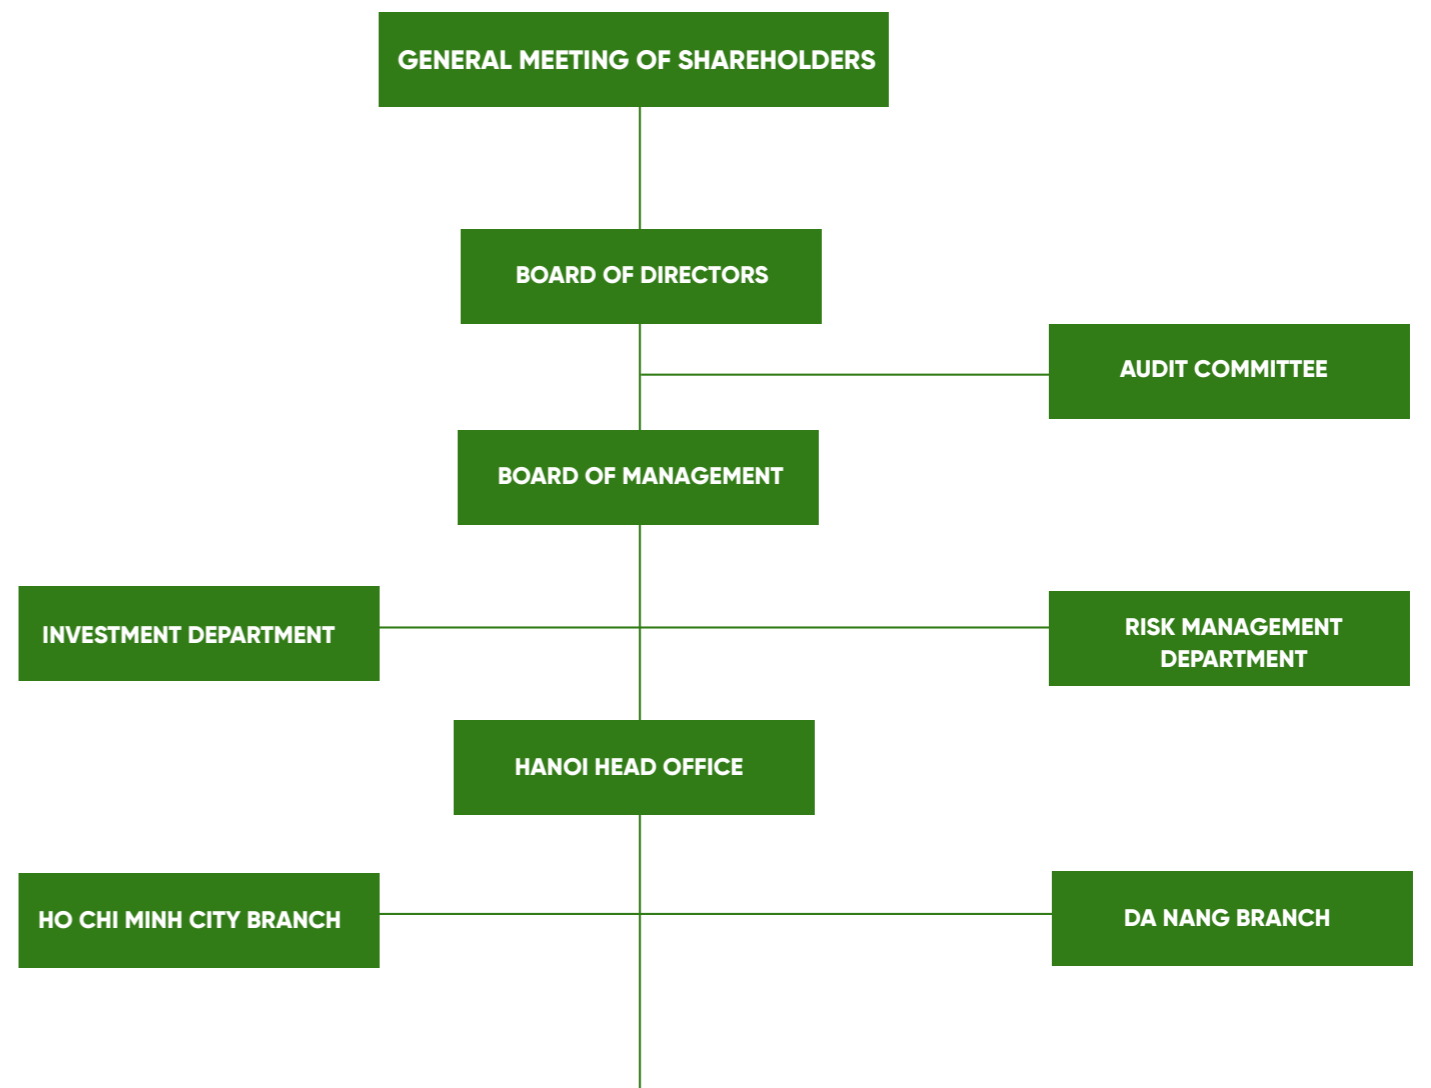 GENERAL MEETING OF SHAREHOLDERS
BOARD OF DIRECTORS
AUDIT COMMITTEE
BOARD OF MANAGEMENT
INVESTMENT DEPARTMENT
RISK MANAGEMENT
DEPARTMENT
HANOI HEAD OFFICE
HO CHI MINH CITY BRANCH
DA NANG BRANCH